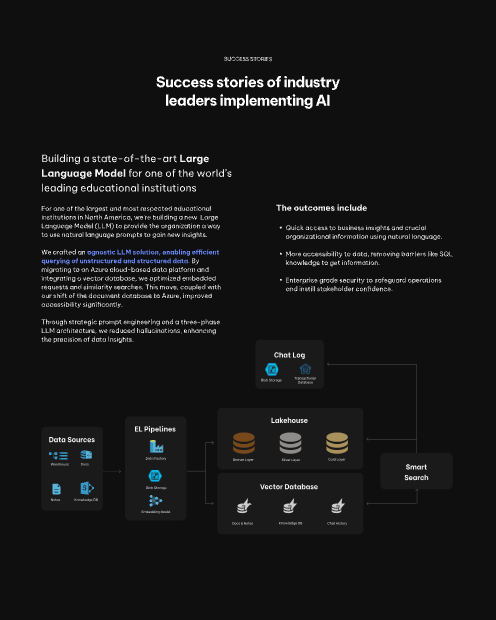 SUCCESS STORIES
Success stories of industry
leaders implementing AI
Building a state-of-the-art Large
Language Model for one of the world's
leading educational institutions
For one of the largest and most respected educational
institutions in North America, we're building a new Large
Language Model (LLM) to provide the organization a way
to use natural language prompts to gain new insights.
We crafted an agnostic LLM solution, enabling efficient
querying of unstructured and structured data. By
migrating to an Azure cloud-based data platform and
integrating a vector database, we optimized embedded
requests and similarity searches. This move, coupled with
our shift of the document database to Azure, improved
accessibility significantly.
Through strategic prompt engineering and a three-phase
LLM architecture, we reduced hallucinations, enhancing
the precision of data insights.
The outcomes include
• Quick access to business insights and crucial
organizational information using natural language.
• More accessibility to data, removing barriers like SQL
knowledge to get information.
• Enterprise grade security to safeguard operations
and instill stakeholder confidence.
Chat Log
Blob Storage
Transactional
Database
Data Sources
Warehouse
Docs
Notes
Knowledge DB
EL Pipelines
Data Factory
Blob Storage
Embedding Model
Lakehouse
Bronze Layer
Silver Layer
Gold Layer
Vector Database
Docs & Notes
Knowledge DB
Chat History
Smart
Search